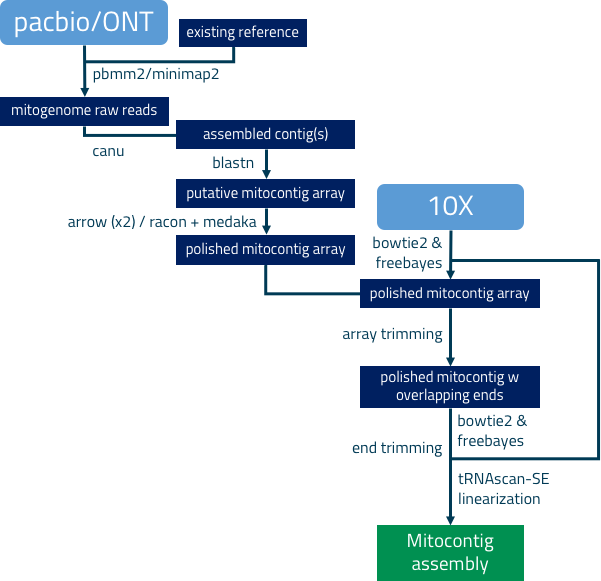 pacbio/ONT
existing reference
pbmm2/minimap2
mitogenome raw reads
canu
assembled contig(s)
blastn
putative mitocontig array
arrow (x2) / racon + medaka
polished mitocontig array
10X
bowtie2 &
freebayes
polished mitocontig array
array trimming
polished mitocontig w
overlapping ends
bowtie2 &
freebayes
end trimming
tRNAscan-SE
linearization
Mitocontig
assembly